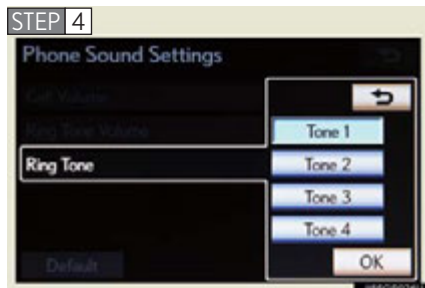 STEP 4
Phone Sound Settings
Call Volume
Ring Tone Volume
Tone 1
Ring Tone
Tone 2
Tone 3
Tone 4
Default
OK